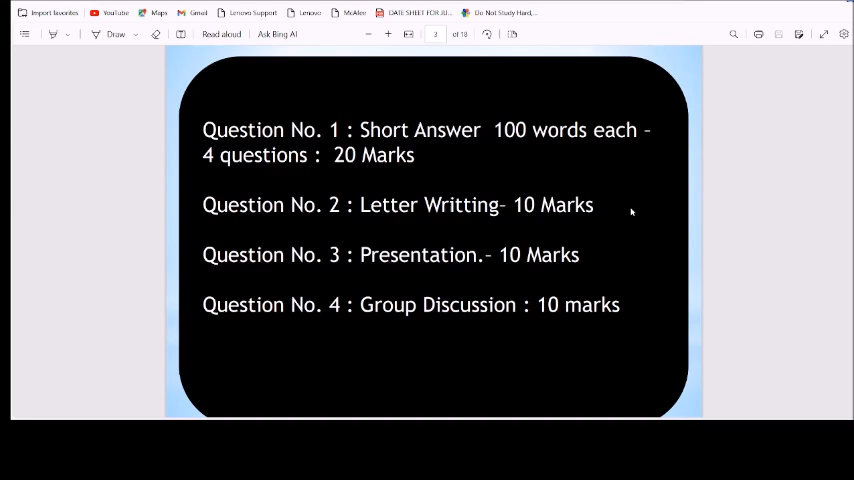 Import favorites YouTube Maps Gmail Lenovo Support Lenovo McAfee DATE SHEET FOR JU... Do Not Study Hard,...
Draw Read aloud Ask Bing AI 3 of 18
Question No. 1 : Short Answer 100 words each –
4 questions : 20 Marks
Question No. 2 : Letter Writting– 10 Marks
Question No. 3 : Presentation.– 10 Marks
Question No. 4 : Group Discussion : 10 marks